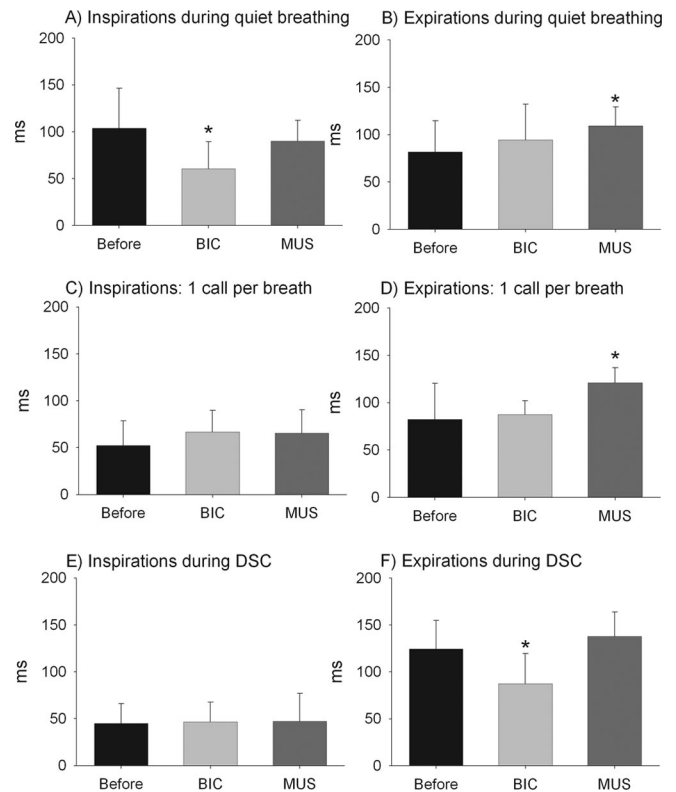 A) Inspirations during quiet breathing
200
150
100
50
0
ms
*
Before BIC MUS
B) Expirations during quiet breathing
200
150
100
50
0
ms
*
Before BIC MUS
C) Inspirations: 1 call per breath
200
150
100
50
0
ms
Before BIC MUS
D) Expirations: 1 call per breath
200
150
100
50
0
ms
*
Before BIC MUS
E) Inspirations during DSC
200
150
100
50
0
ms
Before BIC MUS
F) Expirations during DSC
200
150
100
50
0
ms
*
Before BIC MUS